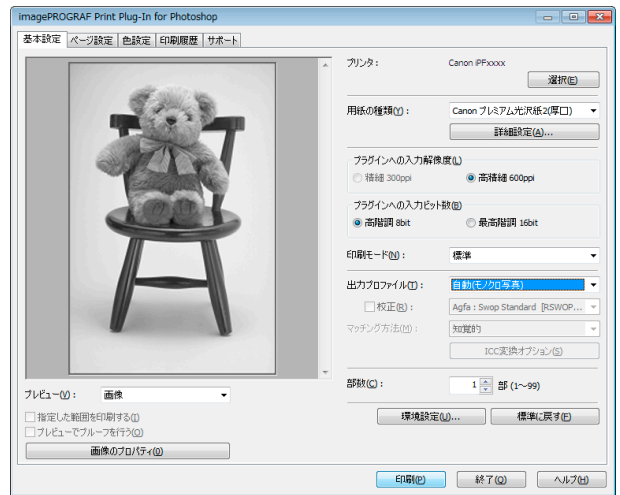 imagePROGRAF Print Plug-In for Photoshop
基本設定 ページ設定 色設定 印刷履歴 サポート
プリンタ： Canon iPFxxxx
選択(E)
用紙の種類(Y)： Canon プレミアム光沢紙2(厚口)
詳細設定(A)...
プラグインへの入力解像度(L)
精細 300ppi 高精細 600ppi
プラグインへの入力ビット数(B)
高階調 8bit 最高階調 16bit
印刷モード(N)： 標準
出力プロファイル(T)： 自動(モノクロ写真)
校正(R)： Agfa : Swop Standard [RSWOP...
マッチング方法(M)： 知覚的
ICC変換オプション(S)
部数(C)： 1 部 (1～99)
プレビュー(V)： 画像
指定した範囲を印刷する(I)
プレビューでプルーフを行う(O)
画像のプロパティ(0)
環境設定(U)... 標準に戻す(F)
印刷(P) 終了(Q) ヘルプ(H)